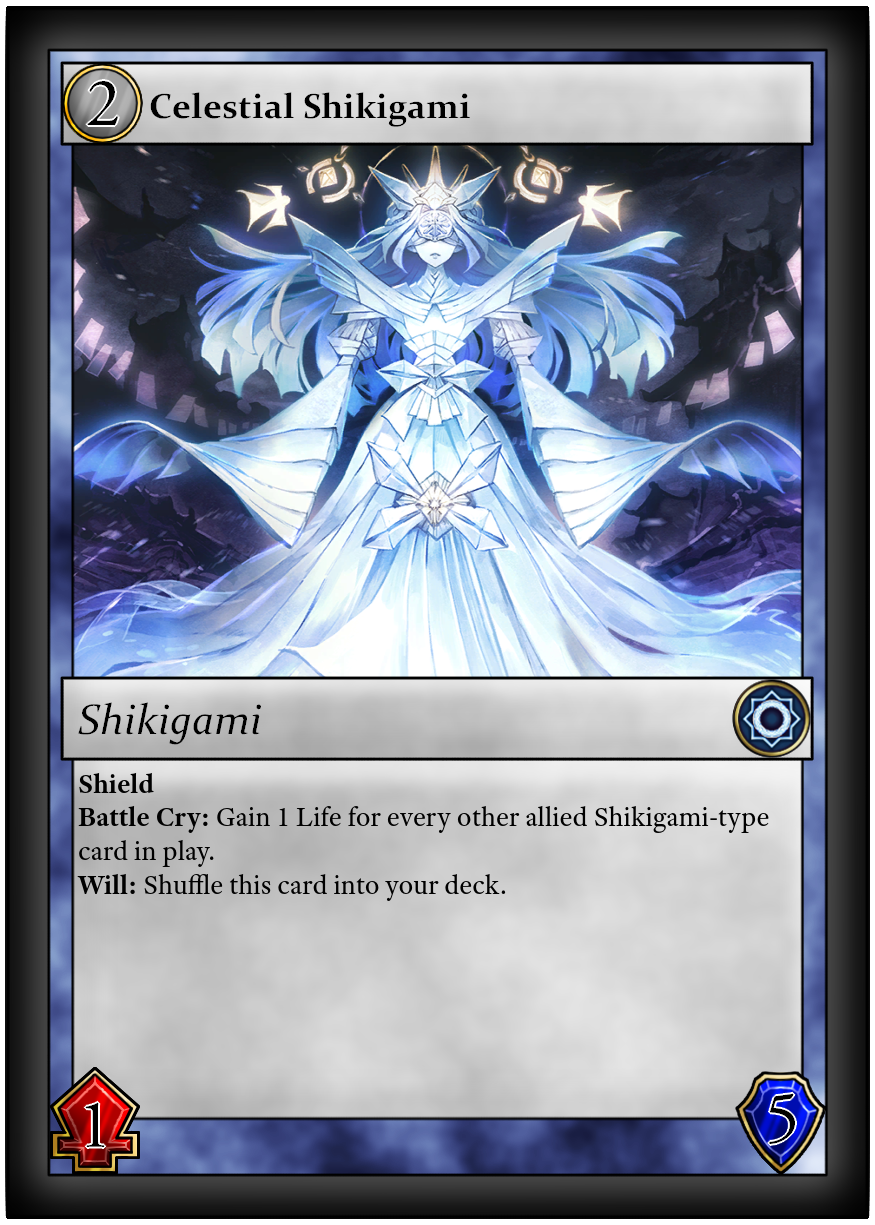 2 Celestial Shikigami
Shikigami
Shield
Battle Cry: Gain 1 Life for every other allied Shikigami-type
card in play.
Will: Shuffle this card into your deck.
1 5